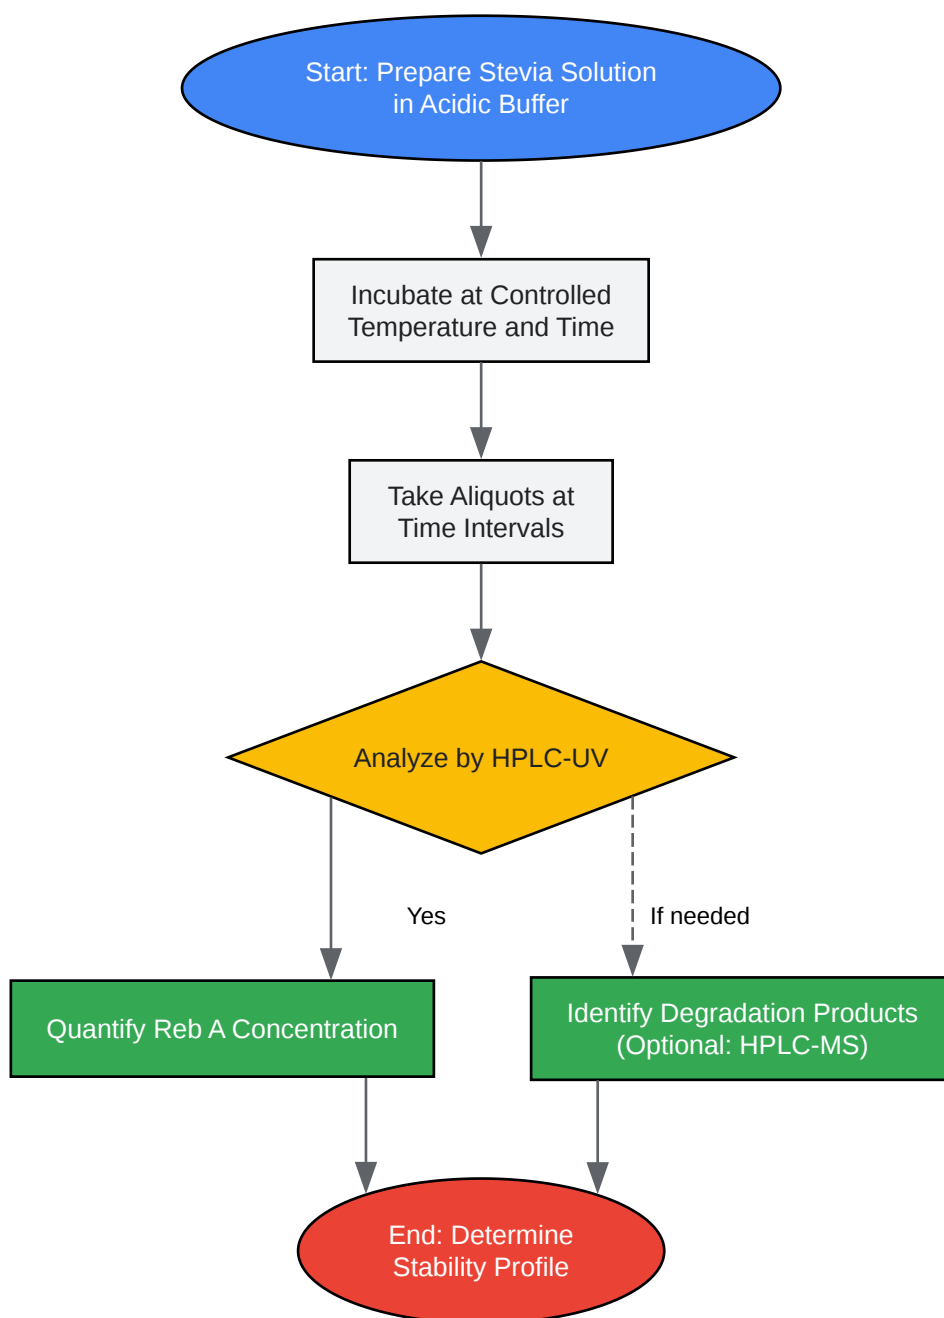 Start: Prepare Stevia Solution
in Acidic Buffer
Incubate at Controlled
Temperature and Time
Take Aliquots at
Time Intervals
Analyze by HPLC-UV
Yes
If needed
Quantify Reb A Concentration
Identify Degradation Products
(Optional: HPLC-MS)
End: Determine
Stability Profile